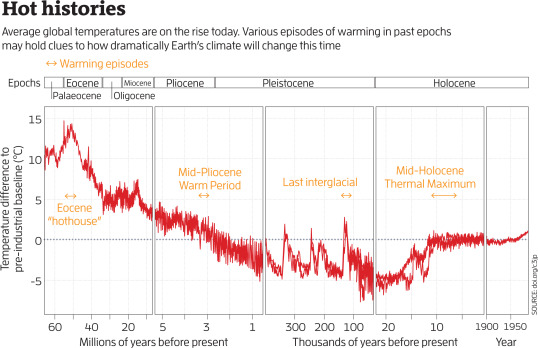 Hot histories
Average global temperatures are on the rise today. Various episodes of warming in past epochs
may hold clues to how dramatically Earth's climate will change this time
↔ Warming episodes
Epochs
Eocene
Miocene
Pliocene
Pleistocene
Holocene
Palaeocene
Oligocene
Temperature difference to
pre-industrial baseline (°C)
15
10
5
0
-5
Eocene
"hothouse"
Mid-Pliocene
Warm Period
Last interglacial
Mid-Holocene
Thermal Maximum
60 40 20 5 3 1 300 200 100 20 10 1900 1950
Millions of years before present
Thousands of years before present
Year